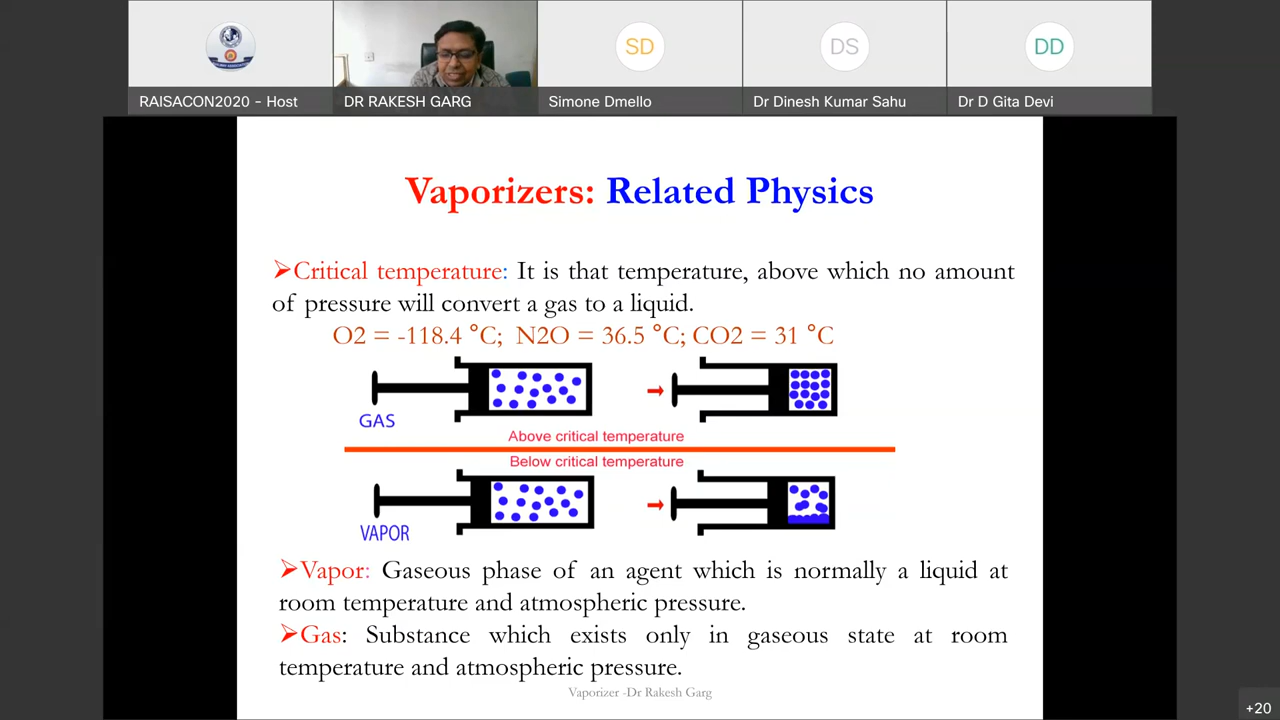 SD
DS
DD
RAISACON2020 - Host
DR RAKESH GARG
Simone Dmello
Dr Dinesh Kumar Sahu
Dr D Gita Devi
Vaporizers: Related Physics
➢Critical temperature: It is that temperature, above which no amount
of pressure will convert a gas to a liquid.
O2 = -118.4 °C; N2O = 36.5 °C; CO2 = 31 °C
GAS
Above critical temperature
Below critical temperature
VAPOR
➢Vapor: Gaseous phase of an agent which is normally a liquid at
room temperature and atmospheric pressure.
➢Gas: Substance which exists only in gaseous state at room
temperature and atmospheric pressure.
Vaporizer -Dr Rakesh Garg
+20